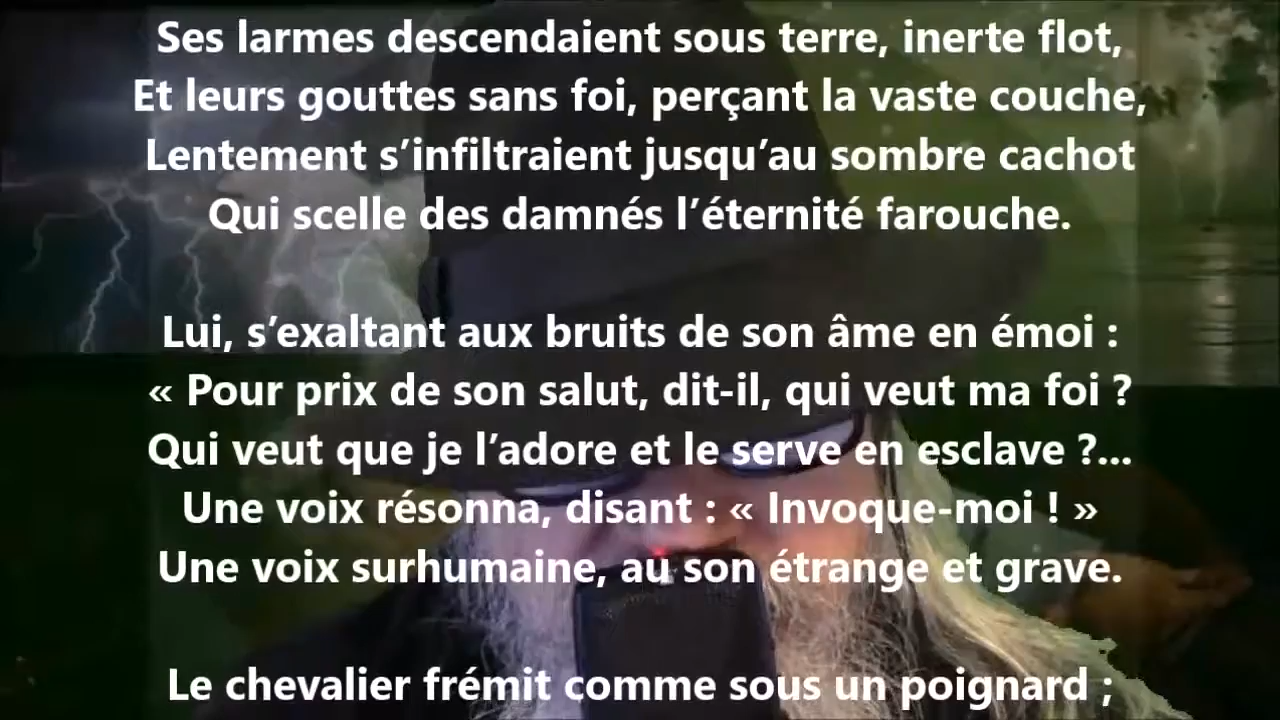 Ses larmes descendaient sous terre, inerte flot,
Et leurs gouttes sans foi, perçant la vaste couche,
Lentement s’infiltraient jusqu’au sombre cachot
Qui scelle des damnés l’éternité farouche.
Lui, s’exaltant aux bruits de son âme en émoi :
« Pour prix de son salut, dit-il, qui veut ma foi ?
Qui veut que je l’adore et le serve en esclave ?...
Une voix résonna, disant : « Invoque-moi ! »
Une voix surhumaine, au son étrange et grave.
Le chevalier frémit comme sous un poignard ;